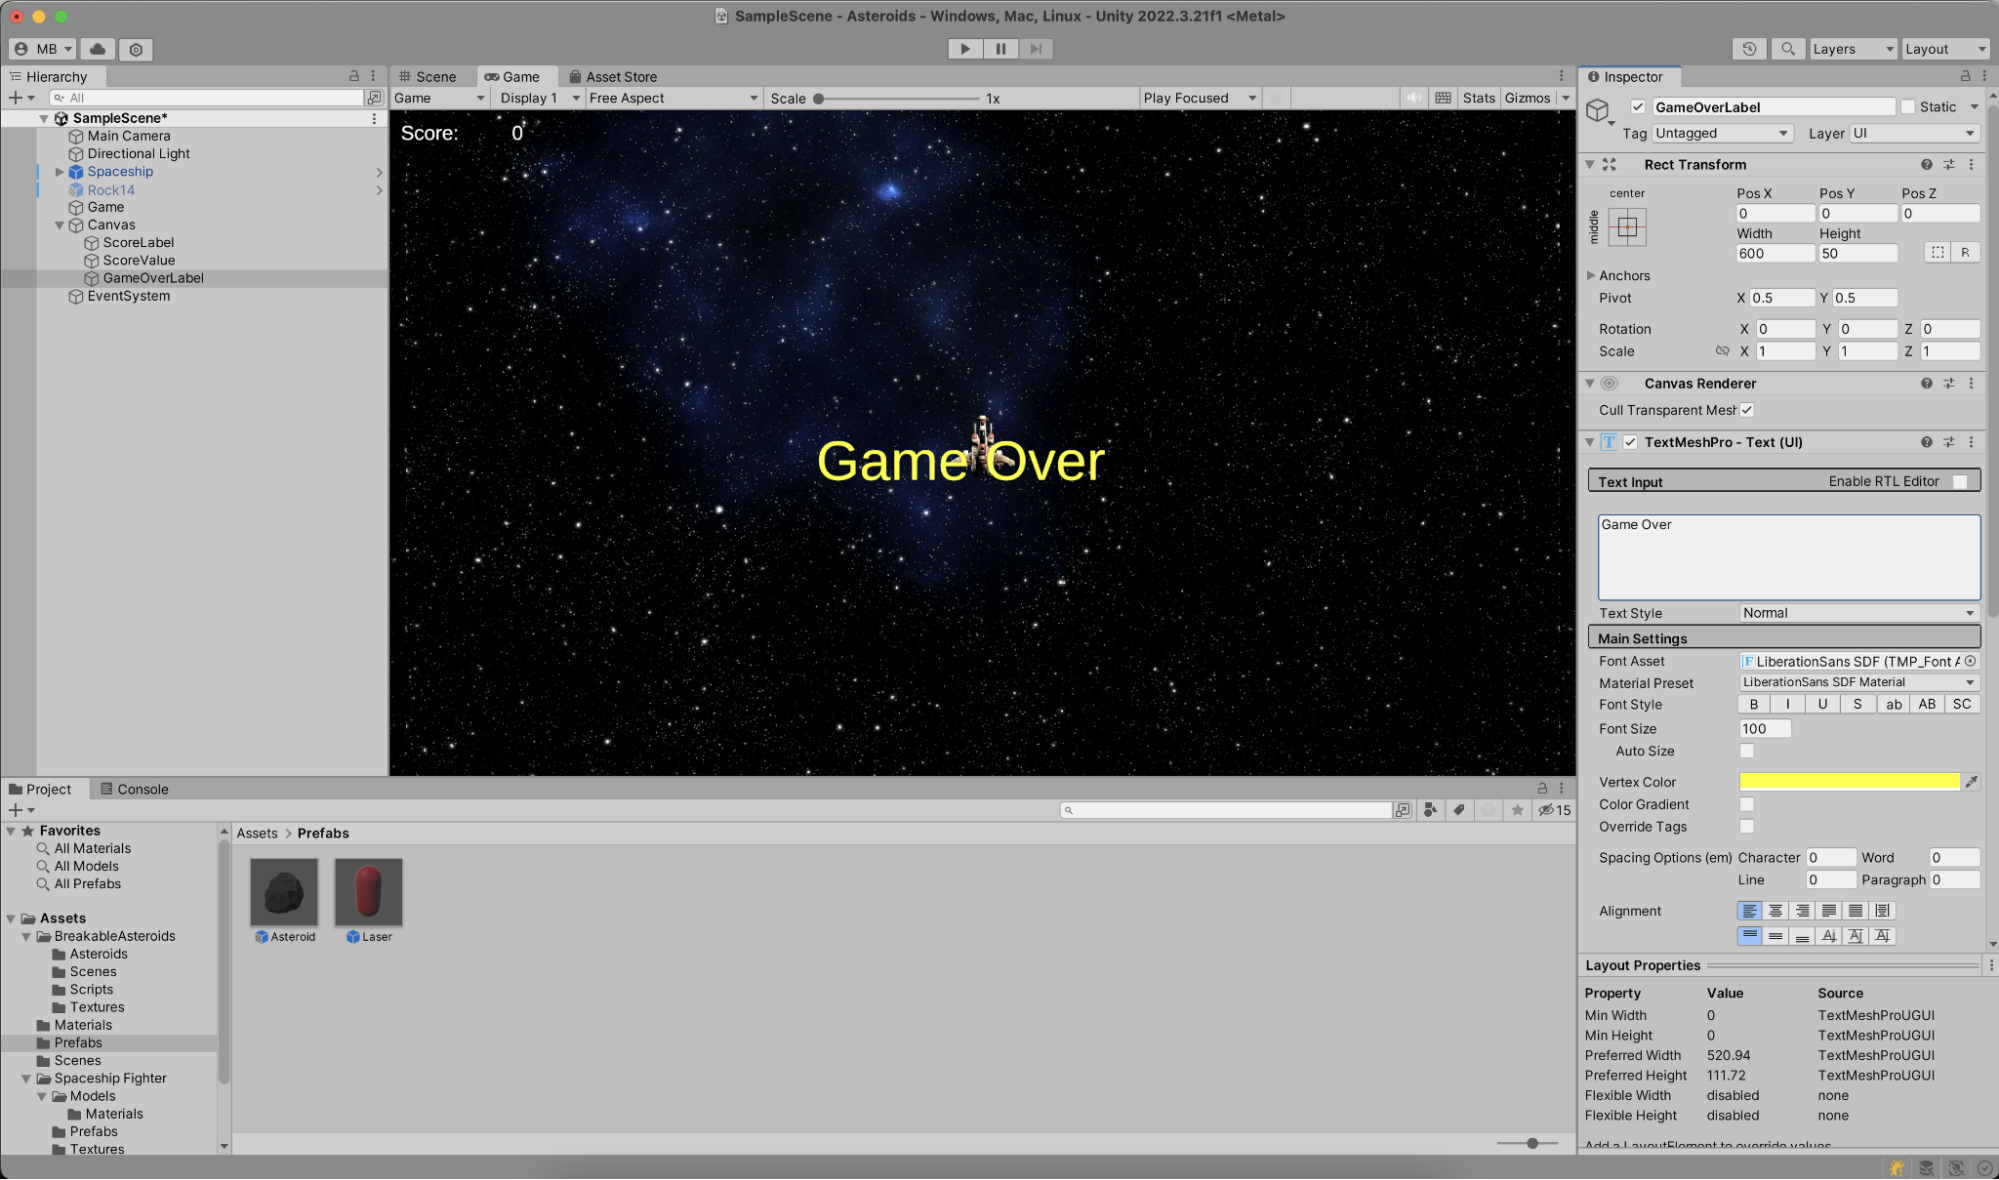 SampleScene - Asteroids - Windows, Mac, Linux - Unity 2022.3.21f1 <Metal>
MB
Layers
Layout
Hierarchy
All
SampleScene*
Main Camera
Directional Light
Spaceship
Rock14
Game
Canvas
ScoreLabel
ScoreValue
GameOverLabel
EventSystem
Scene
Game
Asset Store
Game
Display 1
Free Aspect
Scale
1x
Play Focused
Stats
Gizmos
Score: 0
Game Over
Inspector
GameOverLabel
Static
Tag Untagged
Layer UI
Rect Transform
center
middle
Pos X Pos Y Pos Z
0 0 0
Width Height
600 50
R
Anchors
Pivot X 0.5 Y 0.5
Rotation X 0 Y 0 Z 0
Scale X 1 Y 1 Z 1
Canvas Renderer
Cull Transparent Mesh
T TextMeshPro - Text (UI)
Text Input
Enable RTL Editor
Game Over
Text Style Normal
Main Settings
Font Asset F LiberationSans SDF (TMP_Font A
Material Preset LiberationSans SDF Material
Font Style B I U S ab AB SC
Font Size 100
Auto Size
Vertex Color
Color Gradient
Override Tags
Spacing Options (em) Character 0 Word 0
Line 0 Paragraph 0
Alignment
Layout Properties
Property Value Source
Min Width 0 TextMeshProUGUI
Min Height 0 TextMeshProUGUI
Preferred Width 520.94 TextMeshProUGUI
Preferred Height 111.72 TextMeshProUGUI
Flexible Width disabled none
Flexible Height disabled none
Add a LayoutElement to override values
Project
Console
15
Favorites
All Materials
All Models
All Prefabs
Assets
BreakableAsteroids
Asteroids
Scenes
Scripts
Textures
Materials
Prefabs
Scenes
Spaceship Fighter
Models
Materials
Prefabs
Textures
Assets > Prefabs
Asteroid
Laser